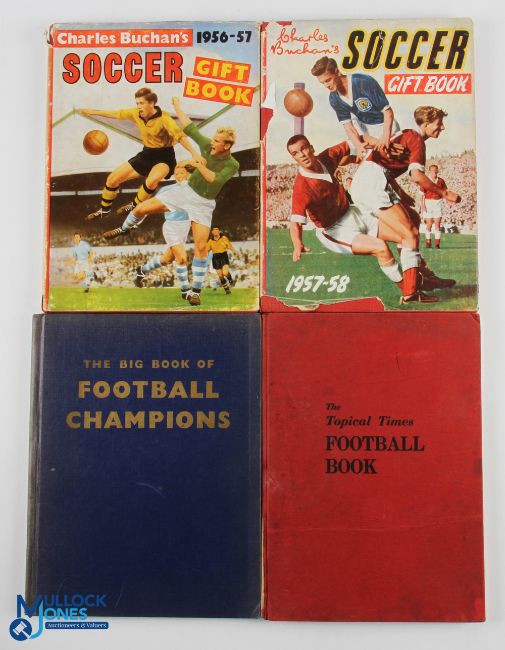 Charles Buchan's 1956-57
SOCCER
GIFT
BOOK
Charles
Buchan's
SOCCER
GIFT BOOK
1957-58
THE BIG BOOK OF
FOOTBALL
CHAMPIONS
The
Topical Times
FOOTBALL
BOOK
MULLOCK
JONES
Auctioneers & Valuers